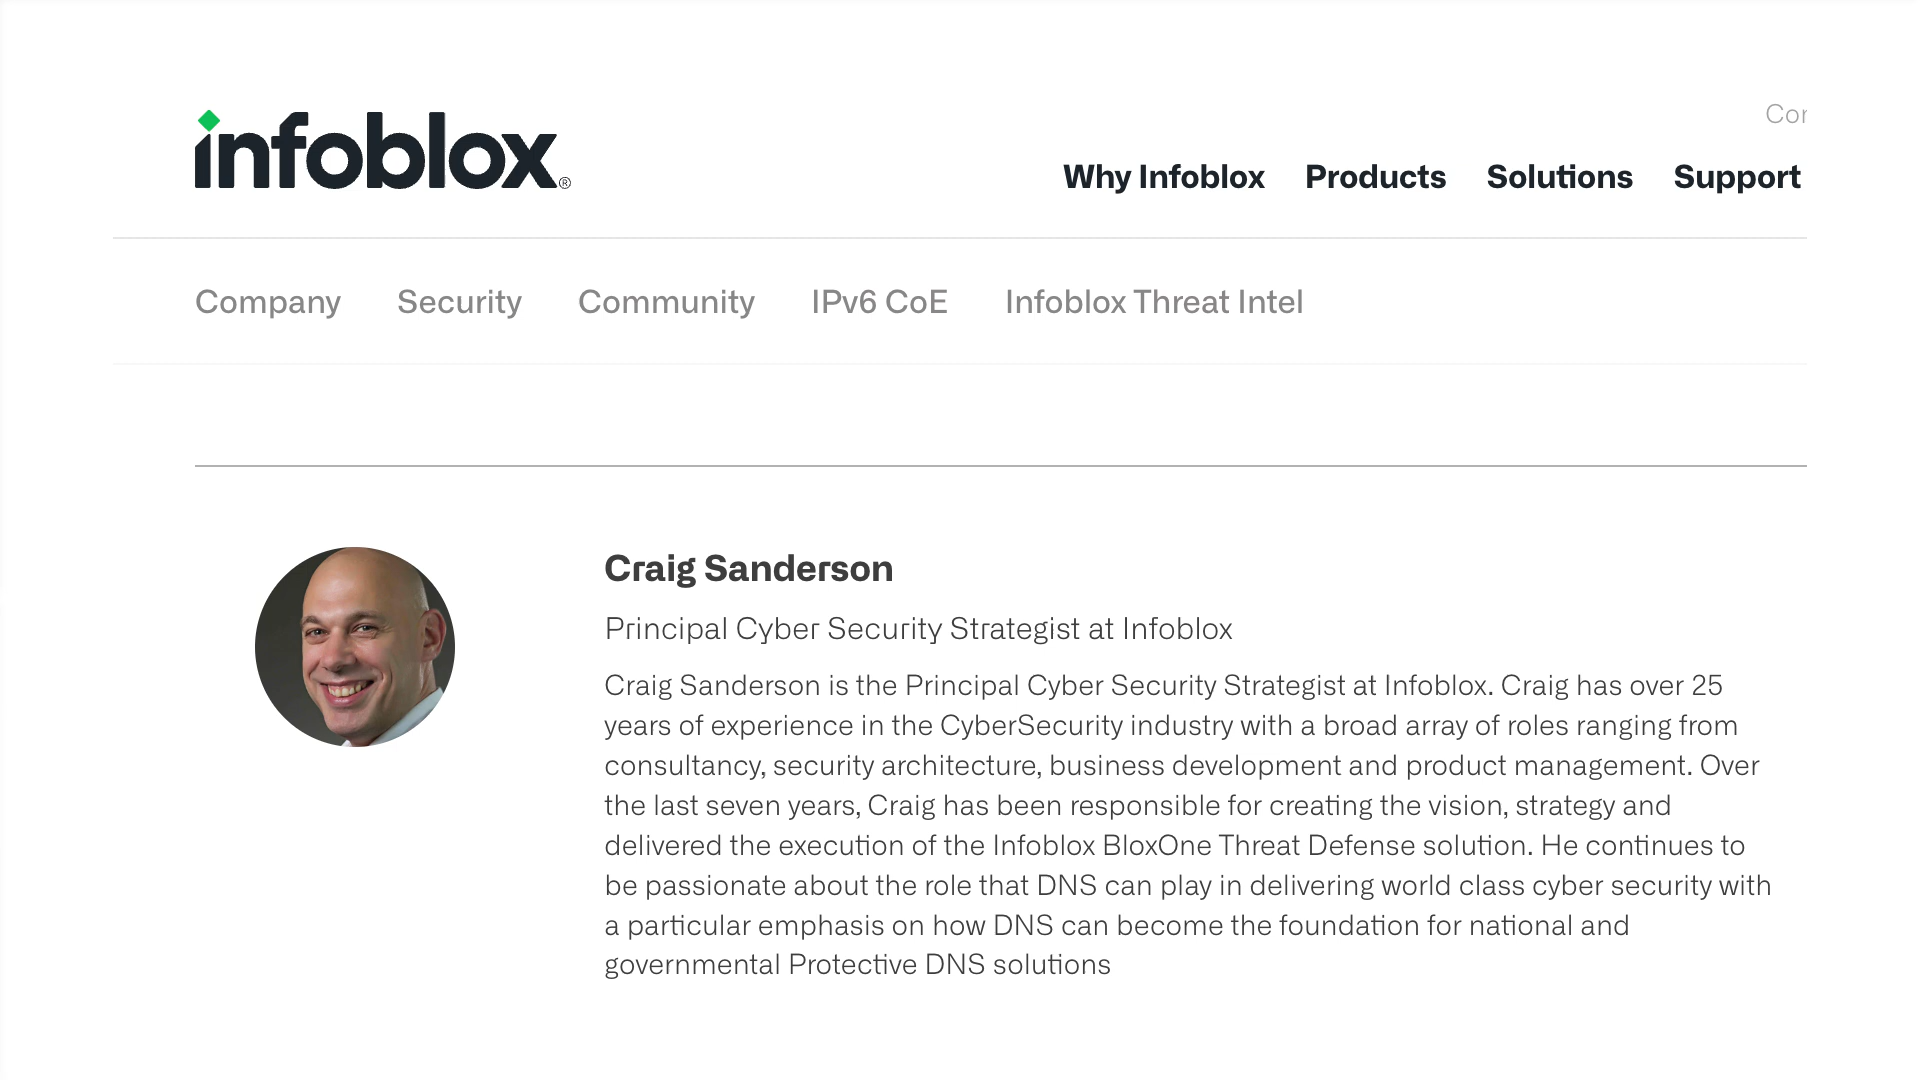 Cor
infoblox®
Why Infoblox Products Solutions Support
Company Security Community IPv6 CoE Infoblox Threat Intel
Craig Sanderson
Principal Cyber Security Strategist at Infoblox
Craig Sanderson is the Principal Cyber Security Strategist at Infoblox. Craig has over 25
years of experience in the CyberSecurity industry with a broad array of roles ranging from
consultancy, security architecture, business development and product management. Over
the last seven years, Craig has been responsible for creating the vision, strategy and
delivered the execution of the Infoblox BloxOne Threat Defense solution. He continues to
be passionate about the role that DNS can play in delivering world class cyber security with
a particular emphasis on how DNS can become the foundation for national and
governmental Protective DNS solutions